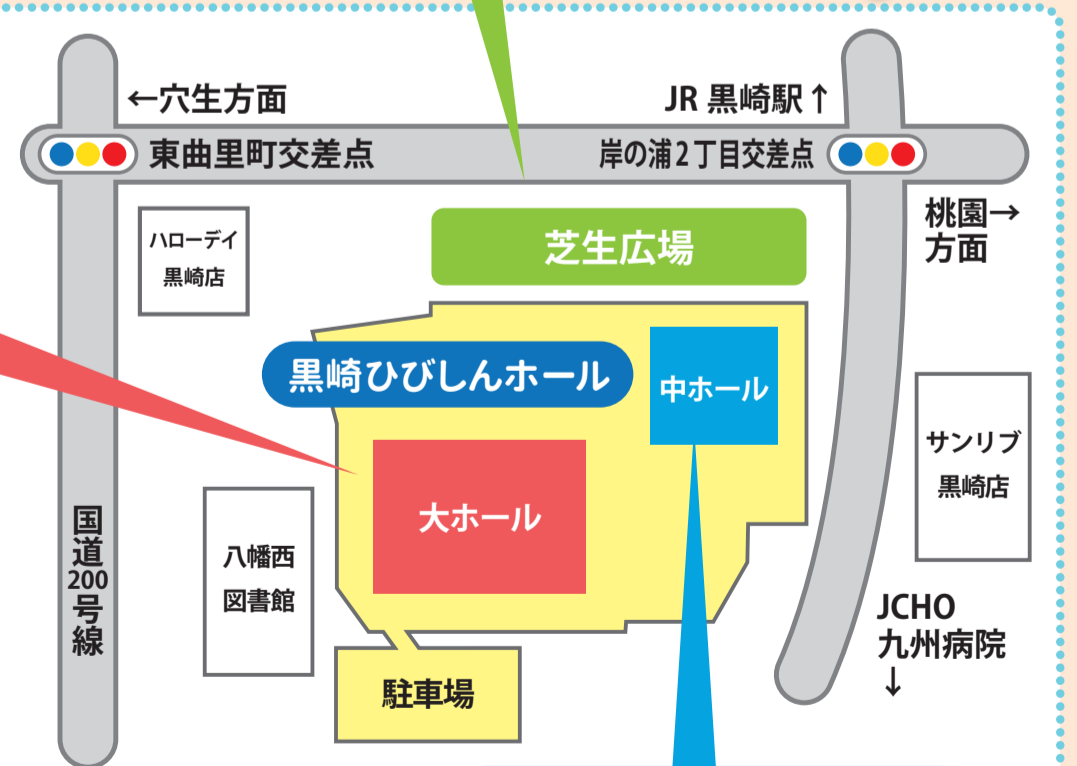 ←穴生方面
JR 黒崎駅↑
東曲里町交差点
岸の浦2丁目交差点
桃園→
方面
ハローデイ
黒崎店
芝生広場
黒崎ひびしんホール
中ホール
サンリブ
黒崎店
大ホール
国道200号線
八幡西
図書館
JCHO
九州病院
↓
駐車場